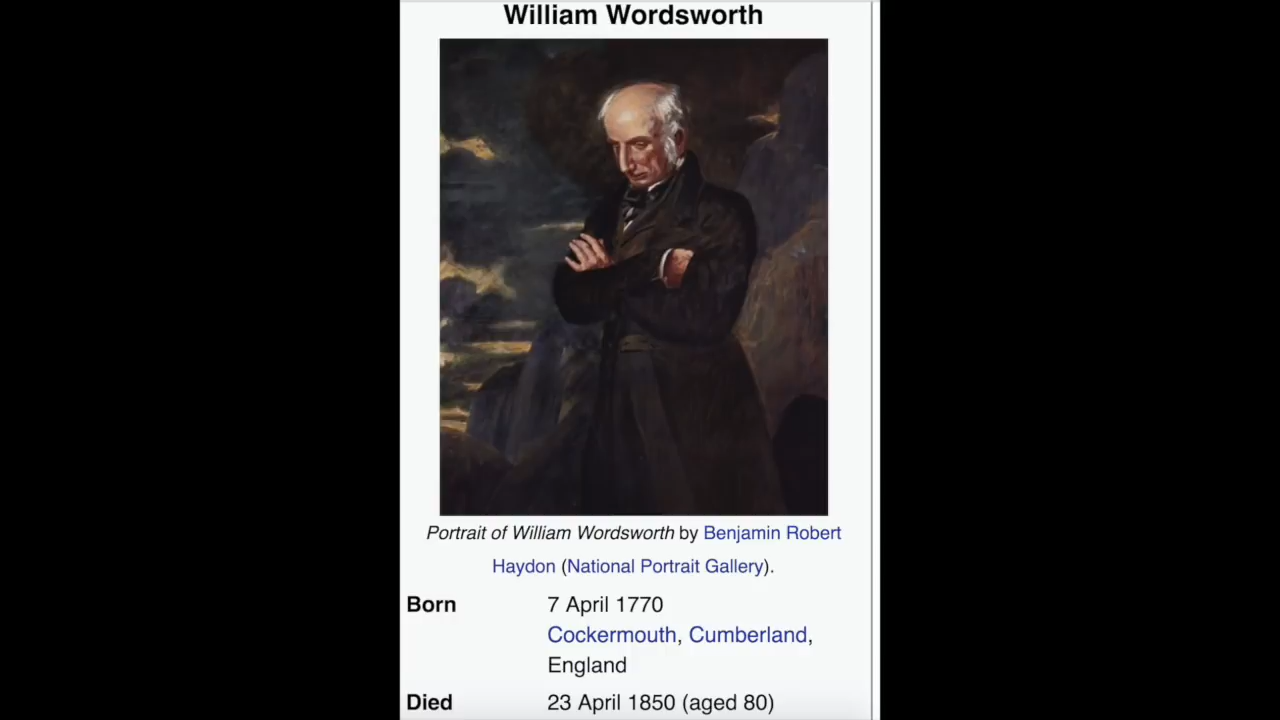 William Wordsworth
Portrait of William Wordsworth by Benjamin Robert
Haydon (National Portrait Gallery).
Born 7 April 1770
Cockermouth, Cumberland,
England
Died 23 April 1850 (aged 80)